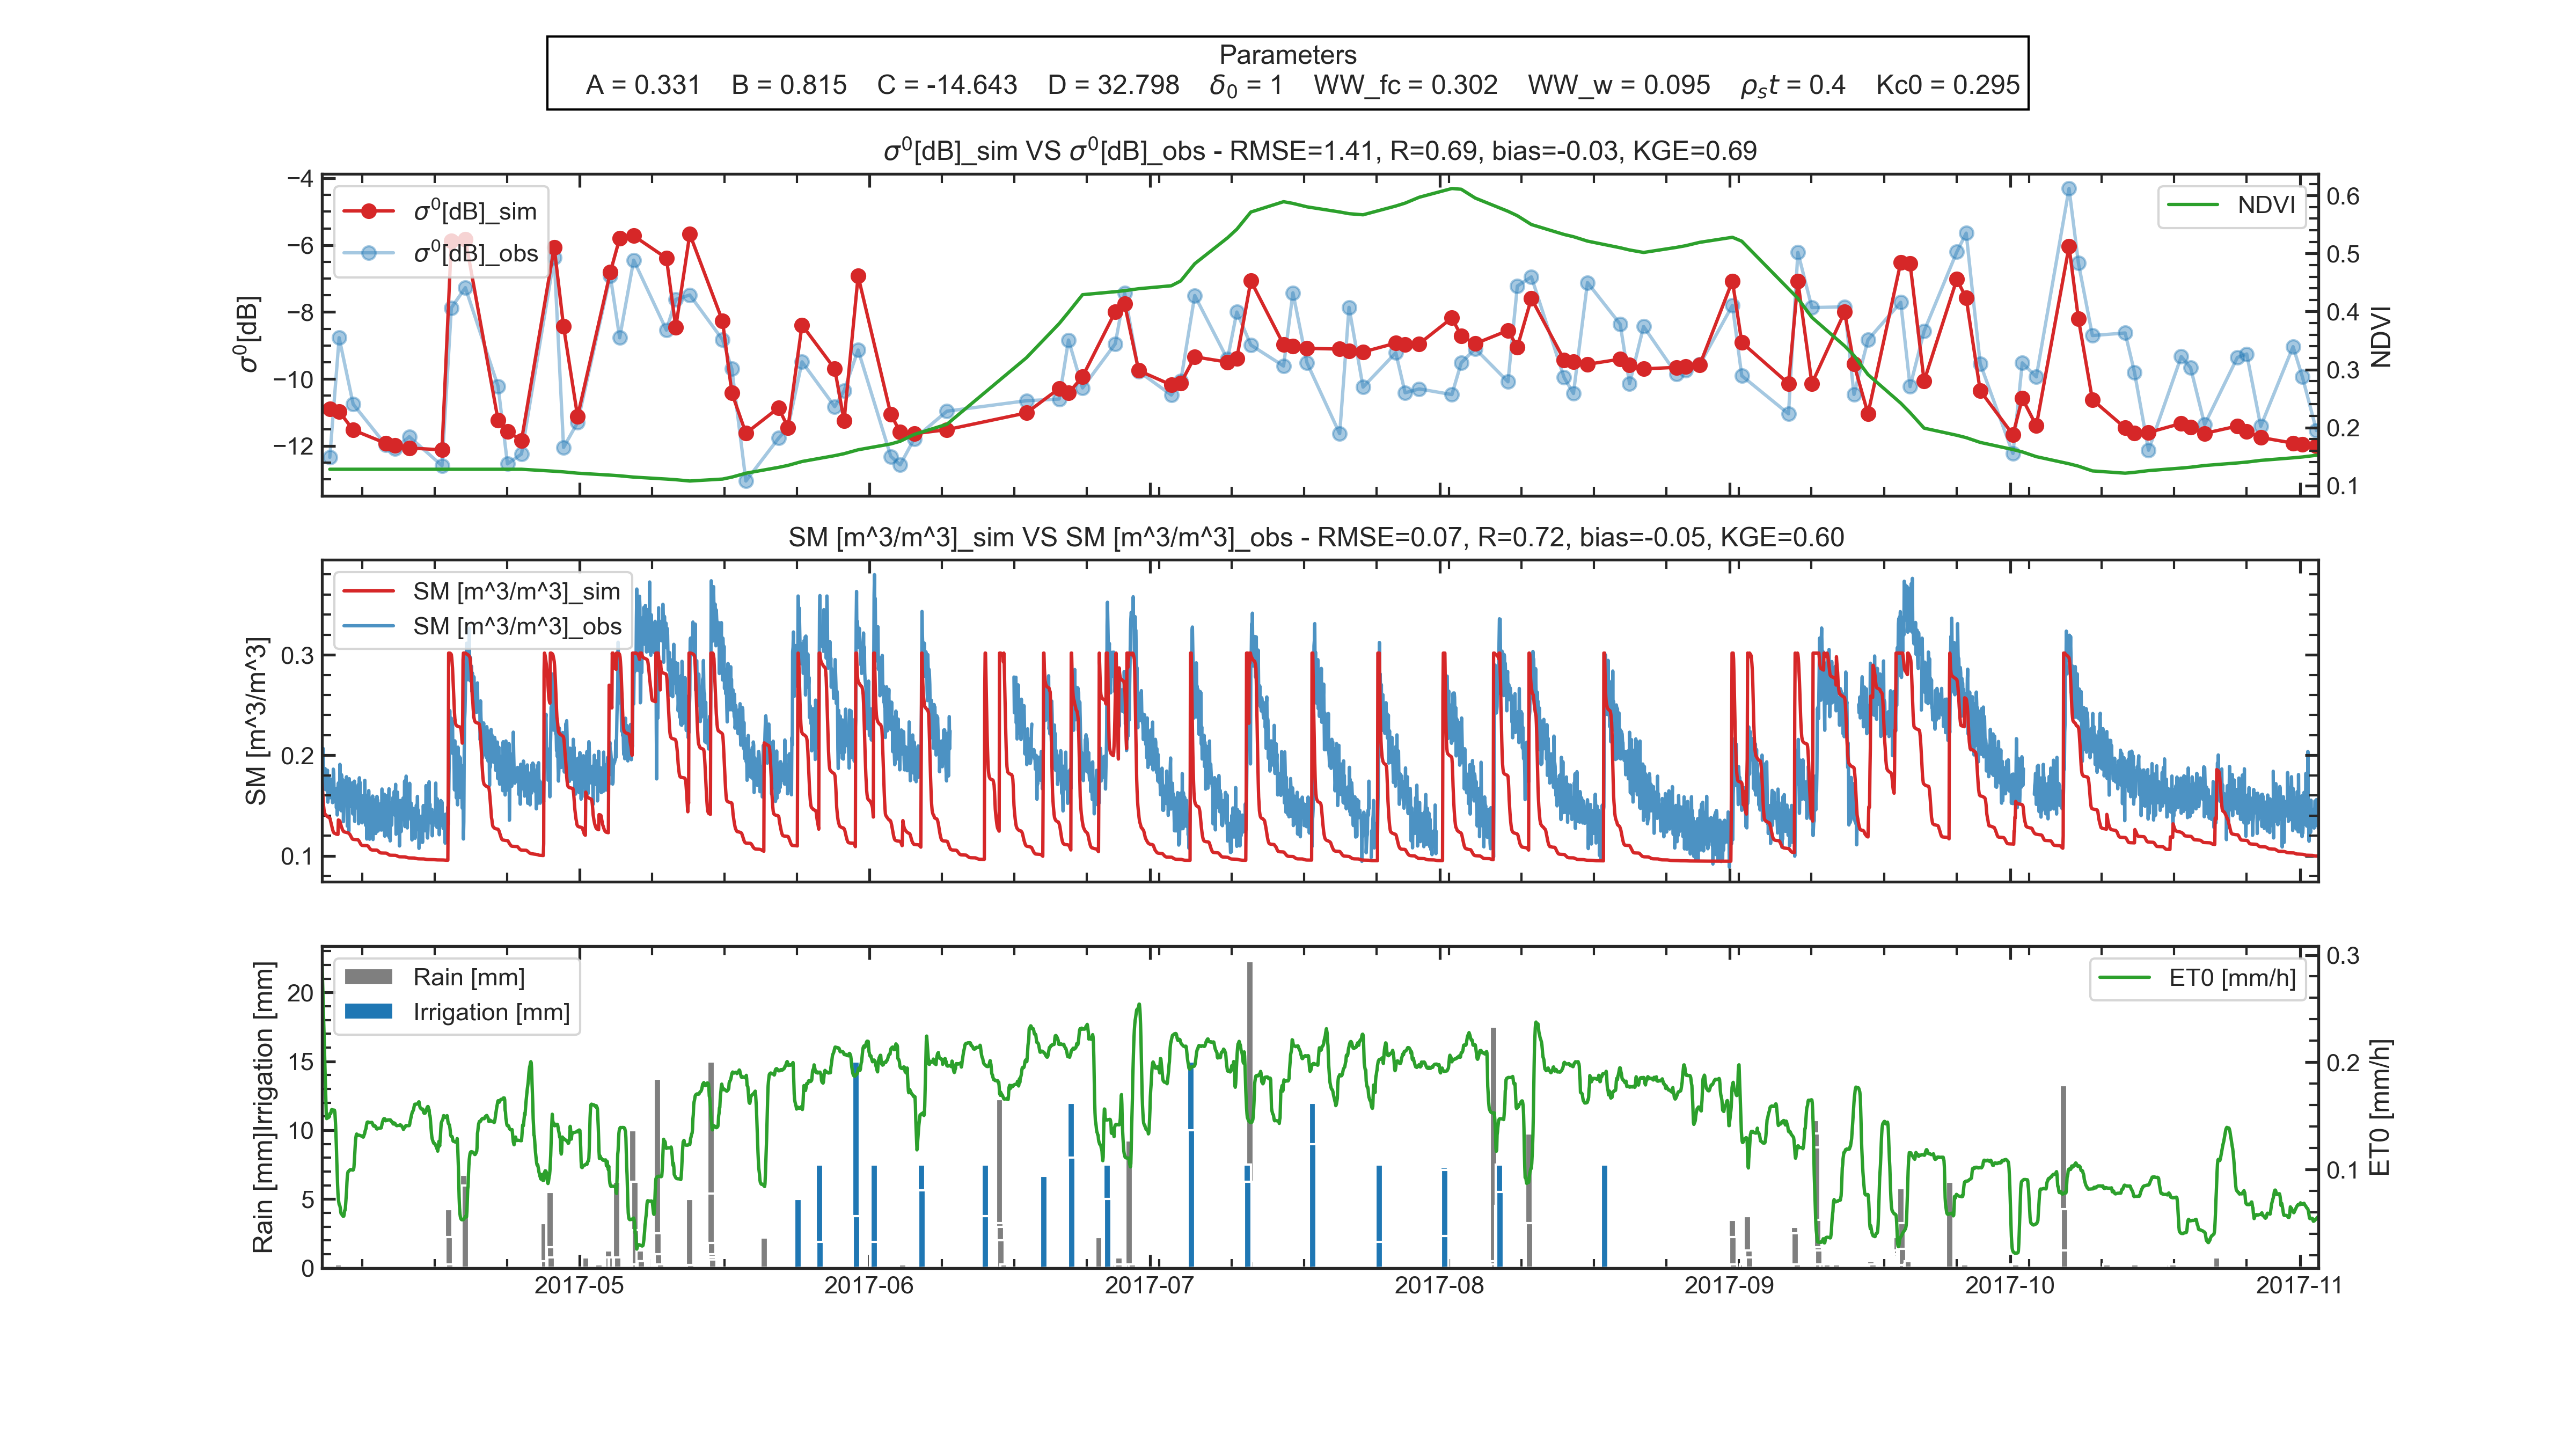 Parameters
A = 0.331 B = 0.815 C = -14.643 D = 32.798 δ₀ = 1 WW_fc = 0.302 WW_w = 0.095 ρₛt = 0.4 Kc0 = 0.295
σ⁰[dB]_sim VS σ⁰[dB]_obs - RMSE=1.41, R=0.69, bias=-0.03, KGE=0.69
σ⁰[dB]
−4
−6
−8
−10
−12
σ⁰[dB]_sim
σ⁰[dB]_obs
NDVI
0.6
0.5
0.4
0.3
0.2
0.1
NDVI
SM [m^3/m^3]_sim VS SM [m^3/m^3]_obs - RMSE=0.07, R=0.72, bias=-0.05, KGE=0.60
SM [m^3/m^3]
0.3
0.2
0.1
SM [m^3/m^3]_sim
SM [m^3/m^3]_obs
Rain [mm]Irrigation [mm]
20
15
10
5
0
Rain [mm]
Irrigation [mm]
ET0 [mm/h]
0.3
0.2
0.1
ET0 [mm/h]
2017-05 2017-06 2017-07 2017-08 2017-09 2017-10 2017-11